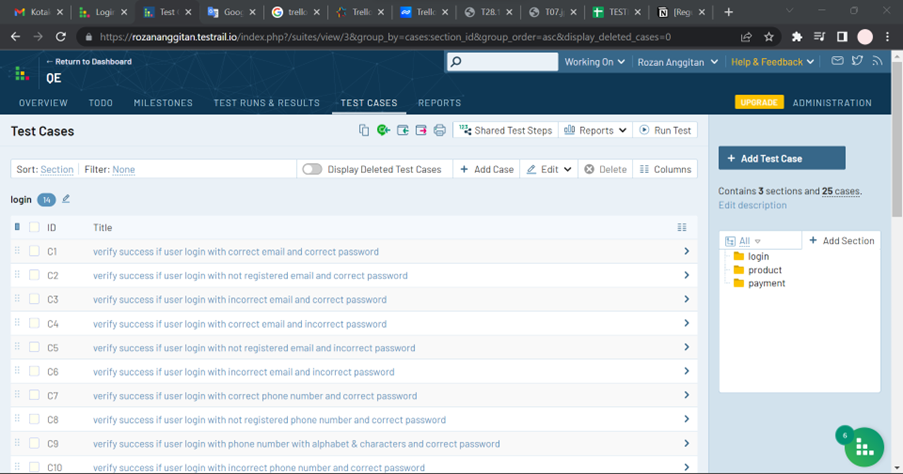 Kotak
Login
Test
Goog
trello
Trello
Trello
T28.
T07.
TEST
[Reg
https://rozananggitan.testrail.io/index.php?/suites/view/3&group_by=cases:section_id&group_order=asc&display_deleted_cases=0
← Return to Dashboard
QE
Working On
Rozan Anggitan
Help & Feedback
OVERVIEW TODO MILESTONES TEST RUNS & RESULTS TEST CASES REPORTS
UPGRADE ADMINISTRATION
Test Cases
Shared Test Steps Reports Run Test
Sort: Section Filter: None
Display Deleted Test Cases + Add Case Edit Delete Columns
login 14
ID Title
C1 verify success if user login with correct email and correct password
C2 verify success if user login with not registered email and correct password
C3 verify success if user login with incorrect email and correct password
C4 verify success if user login with correct email and incorrect password
C5 verify success if user login with not registered email and incorrect password
C6 verify success if user login with incorrect email and incorrect password
C7 verify success if user login with correct phone number and correct password
C8 verify success if user login with not registered phone number and correct password
C9 verify success if user login with phone number with alphabet & characters and correct password
C10 verify success if user login with incorrect phone number and correct password
+ Add Test Case
Contains 3 sections and 25 cases.
Edit description
All + Add Section
login
product
payment
6